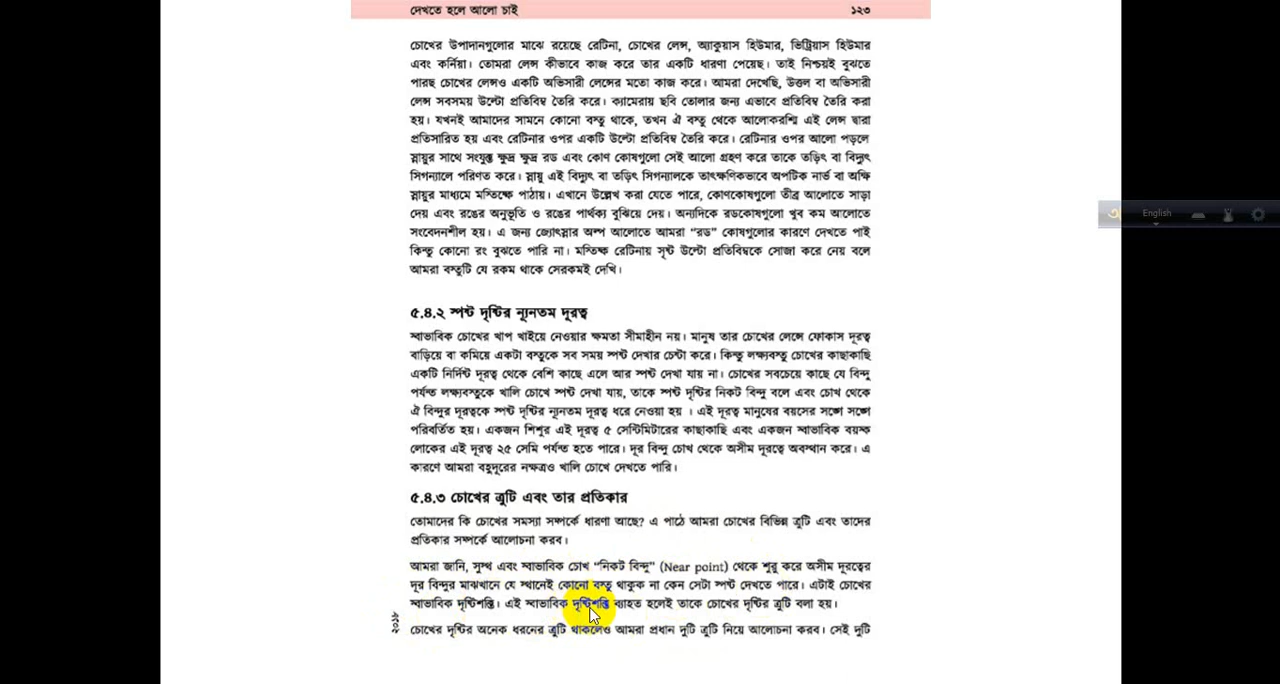 দেখতে হলে আলো চাই ১২৩
চোখের উপাদানগুলোর মাঝে রয়েছে রেটিনা, চোখের লেন্স, অ্যাকুয়াস হিউমার, ভিট্রিয়াস হিউমার
এবং কর্নিয়া। তোমরা লেন্স কীভাবে কাজ করে তার একটি ধারণা পেয়েছ। তাই নিশ্চয়ই বুঝতে
পারছ চোখের লেন্সও একটি অভিসারী লেন্সের মতো কাজ করে। আমরা দেখেছি, উত্তল বা অভিসারী
লেন্স সবসময় উল্টো প্রতিবিম্ব তৈরি করে। ক্যামেরায় ছবি তোলার জন্য এভাবে প্রতিবিম্ব তৈরি করা
হয়। যখনই আমাদের সামনে কোনো বস্তু থাকে, তখন ঐ বস্তু থেকে আলোকরশ্মি এই লেন্স দ্বারা
প্রতিসারিত হয় এবং রেটিনার ওপর একটি উল্টো প্রতিবিম্ব তৈরি করে। রেটিনার ওপর আলো পড়লে
স্নায়ুর সাথে সংযুক্ত ক্ষুদ্র ক্ষুদ্র রড এবং কোণ কোষগুলো সেই আলো গ্রহণ করে তাকে তড়িৎ বা বিদ্যুৎ
সিগন্যালে পরিণত করে। স্নায়ু এই বিদ্যুৎ বা তড়িৎ সিগন্যালকে তাৎক্ষণিকভাবে অপটিক নার্ভ বা অক্ষি
স্নায়ুর মাধ্যমে মস্তিষ্কে পাঠায়। এখানে উল্লেখ করা যেতে পারে, কোণকোষগুলো তীব্র আলোতে সাড়া
দেয় এবং রঙের অনুভূতি ও রঙের পার্থক্য বুঝিয়ে দেয়। অন্যদিকে রডকোষগুলো খুব কম আলোতে
সংবেদনশীল হয়। এ জন্য জ্যোৎস্নার অল্প আলোতে আমরা “রড” কোষগুলোর কারণে দেখতে পাই
কিন্তু কোনো রং বুঝতে পারি না। মস্তিষ্ক রেটিনায় সৃষ্ট উল্টো প্রতিবিম্বকে সোজা করে নেয় বলে
আমরা বস্তুটি যে রকম থাকে সেরকমই দেখি।
৫.৪.২ স্পষ্ট দৃষ্টির ন্যূনতম দূরত্ব
স্বাভাবিক চোখের খাপ খাইয়ে নেওয়ার ক্ষমতা সীমাহীন নয়। মানুষ তার চোখের লেন্সে ফোকাস দূরত্ব
বাড়িয়ে বা কমিয়ে একটা বস্তুকে সব সময় স্পষ্ট দেখার চেষ্টা করে। কিন্তু লক্ষ্যবস্তু চোখের কাছাকাছি
একটি নির্দিষ্ট দূরত্ব থেকে বেশি কাছে এলে আর স্পষ্ট দেখা যায় না। চোখের সবচেয়ে কাছে যে বিন্দু
পর্যন্ত লক্ষ্যবস্তুকে খালি চোখে স্পষ্ট দেখা যায়, তাকে স্পষ্ট দৃষ্টির নিকট বিন্দু বলে এবং চোখ থেকে
ঐ বিন্দুর দূরত্বকে স্পষ্ট দৃষ্টির ন্যূনতম দূরত্ব ধরে নেওয়া হয় । এই দূরত্ব মানুষের বয়সের সঙ্গে সঙ্গে
পরিবর্তিত হয়। একজন শিশুর এই দূরত্ব ৫ সেন্টিমিটারের কাছাকাছি এবং একজন স্বাভাবিক বয়স্ক
লোকের এই দূরত্ব ২৫ সেমি পর্যন্ত হতে পারে। দূর বিন্দু চোখ থেকে অসীম দূরত্বে অবস্থান করে। এ
কারণে আমরা বহুদূরের নক্ষত্রও খালি চোখে দেখতে পারি।
৫.৪.৩ চোখের ত্রুটি এবং তার প্রতিকার
তোমাদের কি চোখের সমস্যা সম্পর্কে ধারণা আছে? এ পাঠে আমরা চোখের বিভিন্ন ত্রুটি এবং তাদের
প্রতিকার সম্পর্কে আলোচনা করব।
আমরা জানি, সুস্থ এবং স্বাভাবিক চোখ “নিকট বিন্দু” (Near point) থেকে শুরু করে অসীম দূরত্বের
দূর বিন্দুর মাঝখানে যে স্থানেই কোনো বস্তু থাকুক না কেন সেটা স্পষ্ট দেখতে পারে। এটাই চোখের
স্বাভাবিক দৃষ্টিশক্তি। এই স্বাভাবিক দৃষ্টিশক্তি ব্যাহত হলেই তাকে চোখের দৃষ্টির ত্রুটি বলা হয়।
চোখের দৃষ্টির অনেক ধরনের ত্রুটি থাকলেও আমরা প্রধান দুটি ত্রুটি নিয়ে আলোচনা করব। সেই দুটি
২০১৮
English